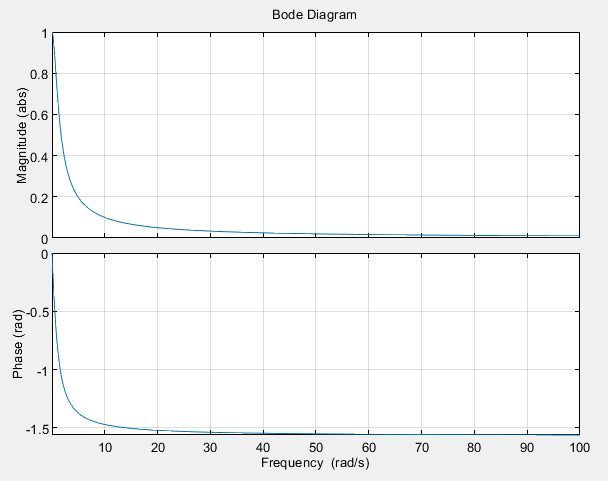 Bode Diagram
Magnitude (abs)
1
0.8
0.6
0.4
0.2
0
Phase (rad)
0
-0.5
-1
-1.5
10 20 30 40 50 60 70 80 90 100
Frequency (rad/s)